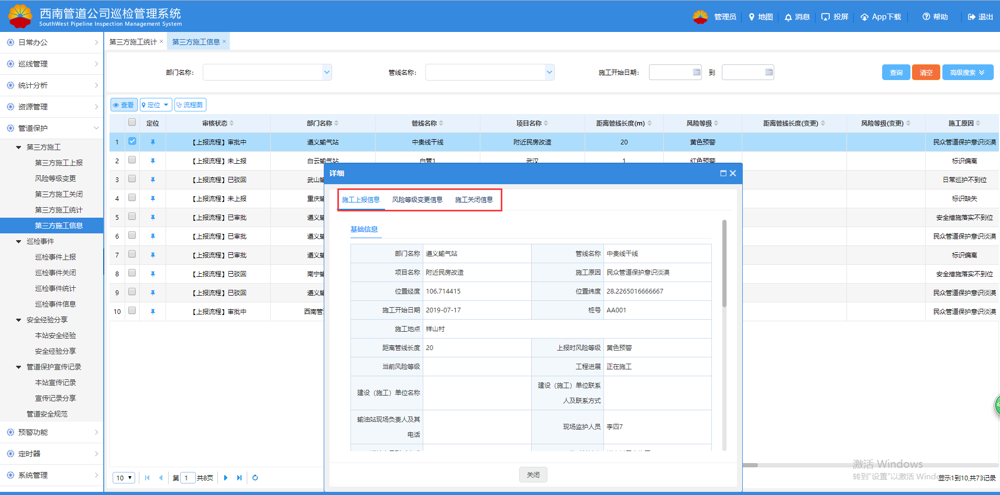 西南管道公司巡检管理系统
SouthWest Pipeline Inspection Management System
管理员 地图 消息 投屏 App下载 帮助 退出
日常办公
巡线管理
统计分析
资源管理
管道保护
第三方施工
第三方施工上报
风险等级变更
第三方施工关闭
第三方施工统计
第三方施工信息
巡检事件
巡检事件上报
巡检事件关闭
巡检事件统计
巡检事件信息
安全经验分享
本站安全经验
安全经验分享
管道保护宣传记录
本站宣传记录
宣传记录分享
管道安全规范
预警功能
定时器
系统管理
第三方施工统计 × 第三方施工信息 ×
部门名称: 管线名称: 施工开始日期: 到 查询 清空 高级搜索
查看 定位 流程图
定位 审核状态 部门名称 管线名称 项目名称 距离管线长度(m) 风险等级 距离管线长度(变更) 风险等级(变更) 施工原因
1 【上报流程】审批中 遵义输气站 中贵线干线 附近民房改造 20 黄色预警 民众管道保护意识淡漠
2 【上报流程】未上报 白云输气站 白管1 武汉 1 红色预警 标识偏离
3 【上报流程】已驳回 武山输 日常巡护不到位
4 【上报流程】未上报 重庆输 标识缺失
5 【上报流程】已审批 遵义输 安全措施落实不到位
6 【上报流程】已审批 遵义输 民众管道保护意识淡漠
7 【上报流程】已审批 遵义输 标识偏离
8 【上报流程】已驳回 南宁输 安全措施落实不到位
9 【上报流程】已驳回 遵义输 民众管道保护意识淡漠
10 【上报流程】审批中 西南管 民众管道保护意识淡漠
详细
施工上报信息 风险等级变更信息 施工关闭信息
基础信息
部门名称 遵义输气站 管线名称 中贵线干线
项目名称 附近民房改造 施工原因 民众管道保护意识淡漠
位置经度 106.714415 位置纬度 28.2265016666667
施工开始日期 2019-07-17 桩号 AA001
施工地点 祥山村
距离管线长度 20 上报时风险等级 黄色预警
当前风险等级 工程进展 正在施工
建设（施工）单位名称 建设（施工）单位联系
人及联系方式
输油站现场负责人及其
电话 现场监护人员 李四7
关闭
10 第 1 共8页
激活 Windows
转到"设置"以激活 Windows
显示1到10,共73记录